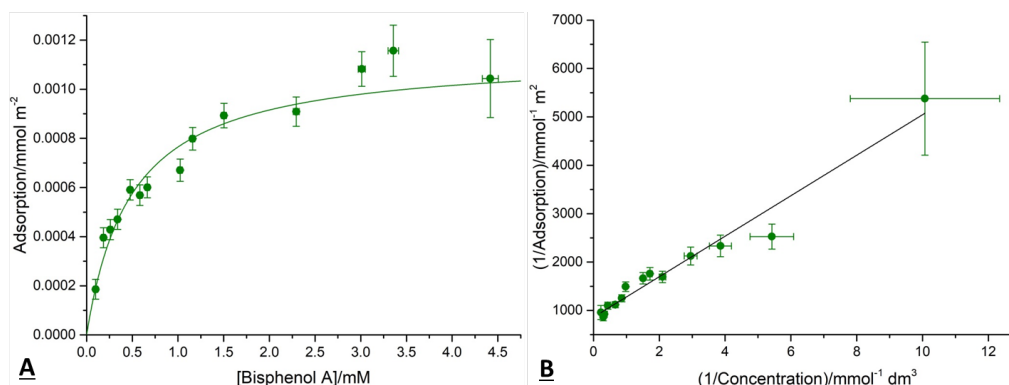 0.0012
0.0010
0.0008
0.0006
0.0004
0.0002
0.0000
Adsorption/mmol m⁻²
0.0 0.5 1.0 1.5 2.0 2.5 3.0 3.5 4.0 4.5
[Bisphenol A]/mM
A
7000
6000
5000
4000
3000
2000
1000
(1/Adsorption)/mmol⁻¹ m²
0 2 4 6 8 10 12
(1/Concentration)/mmol⁻¹ dm³
B